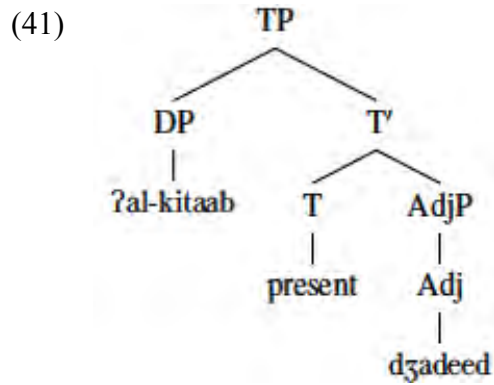 (41)
TP
DP T′
ʔal-kitaab T AdjP
present Adj
dʒadeed